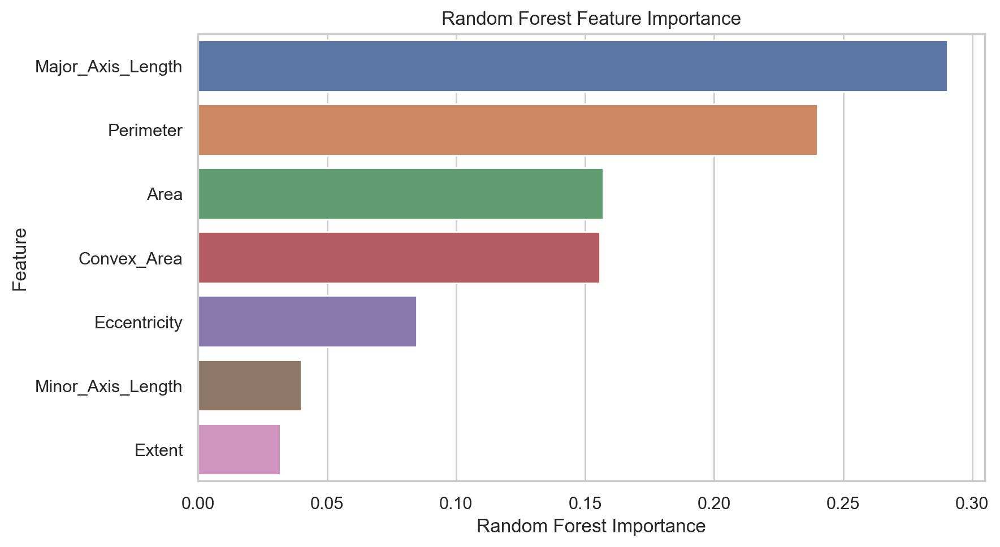 Random Forest Feature Importance
Major_Axis_Length
Perimeter
Area
Convex_Area
Eccentricity
Minor_Axis_Length
Extent
Feature
0.00 0.05 0.10 0.15 0.20 0.25 0.30
Random Forest Importance